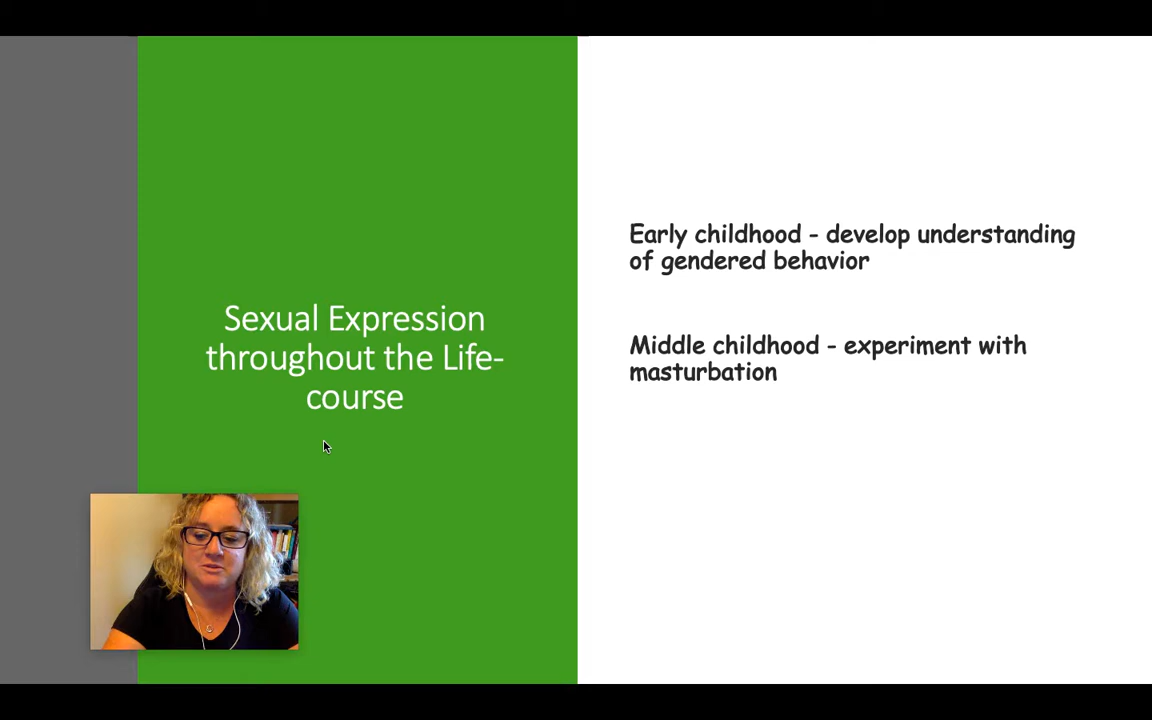 Sexual Expression
throughout the Life-
course
Early childhood - develop understanding
of gendered behavior
Middle childhood - experiment with
masturbation